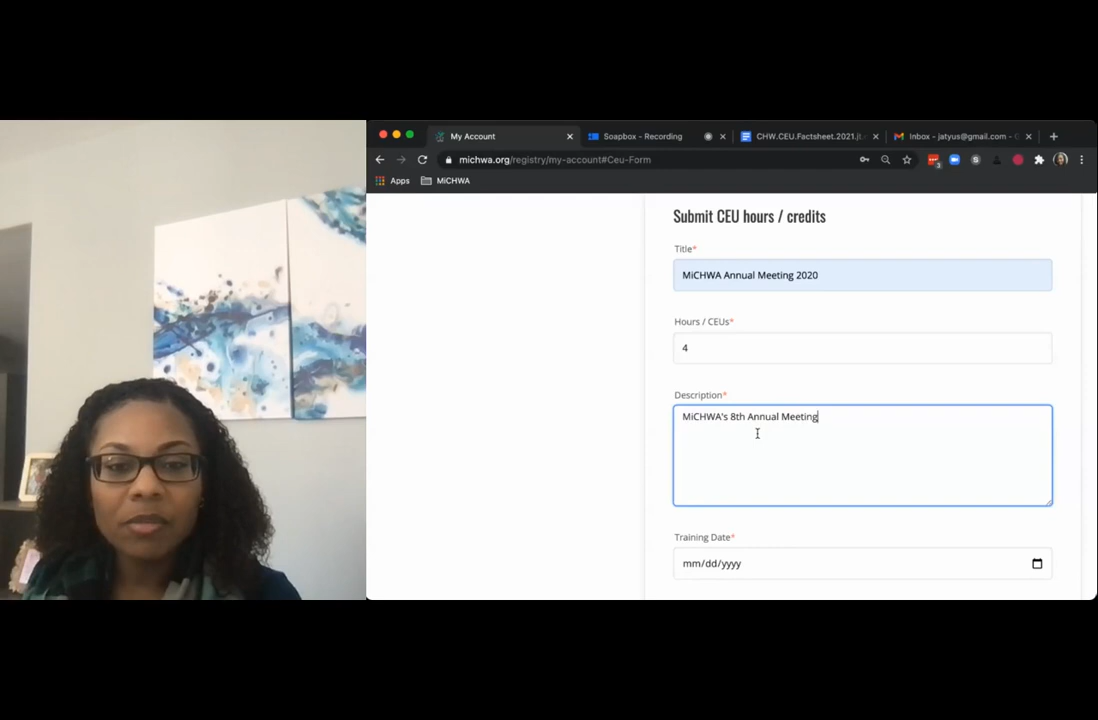 My Account
Soapbox - Recording
CHW.CEU.Factsheet.2021.jt.
Inbox - jatyus@gmail.com -
michwa.org/registry/my-account#Ceu-Form
3
S
Apps
MiCHWA
Submit CEU hours / credits
Title*
MiCHWA Annual Meeting 2020
Hours / CEUs*
4
Description*
MiCHWA's 8th Annual Meeting
Training Date*
mm/dd/yyyy